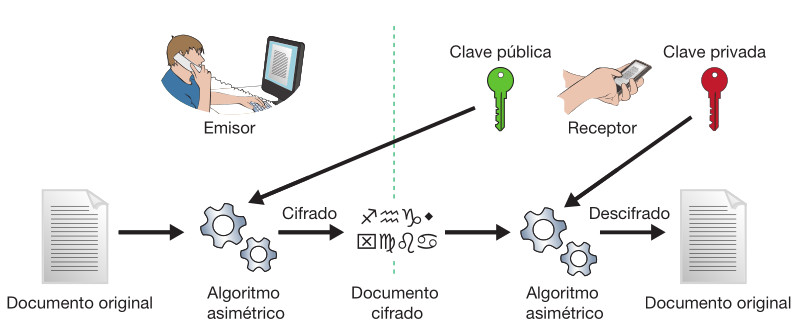 Clave pública
Clave privada
Emisor
Receptor
Cifrado
Descifrado
Documento original
Algoritmo
asimétrico
Documento
cifrado
Algoritmo
asimétrico
Documento original